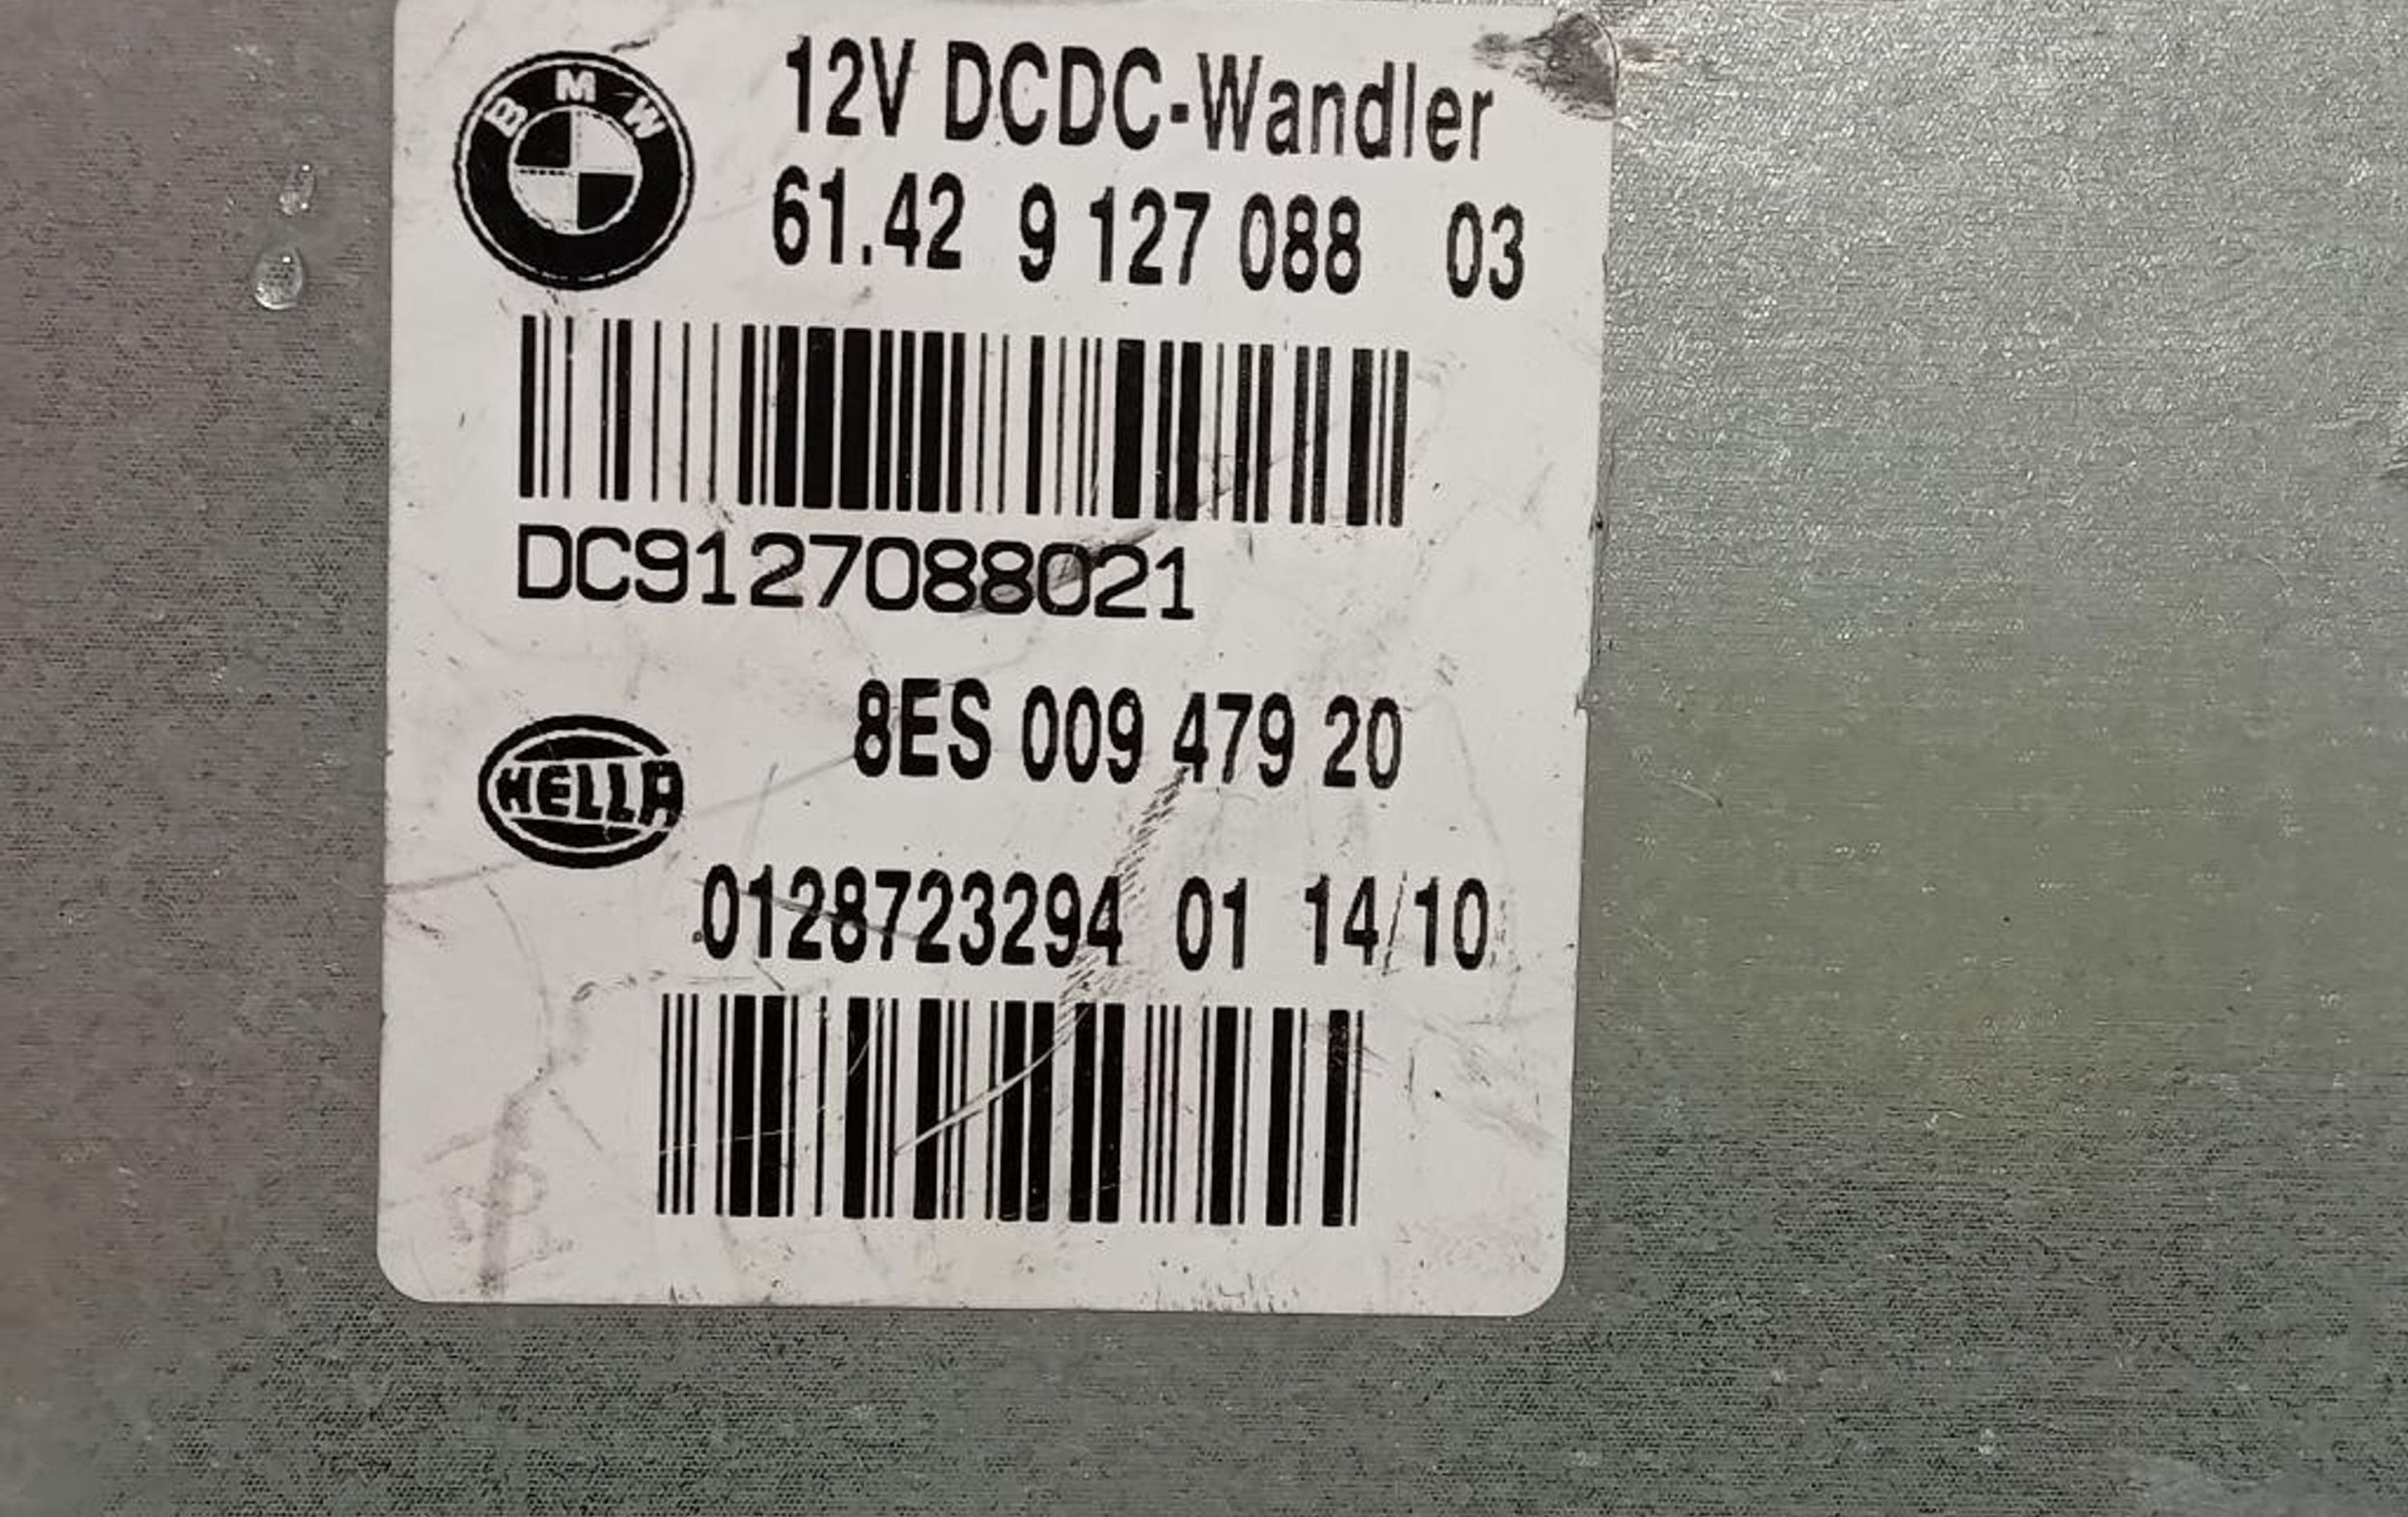 BMW
12V DCDC-Wandler
61.42 9 127 088 03
DC9127088021
8ES 009 479 20
HELLA
0128723294 01 14/10